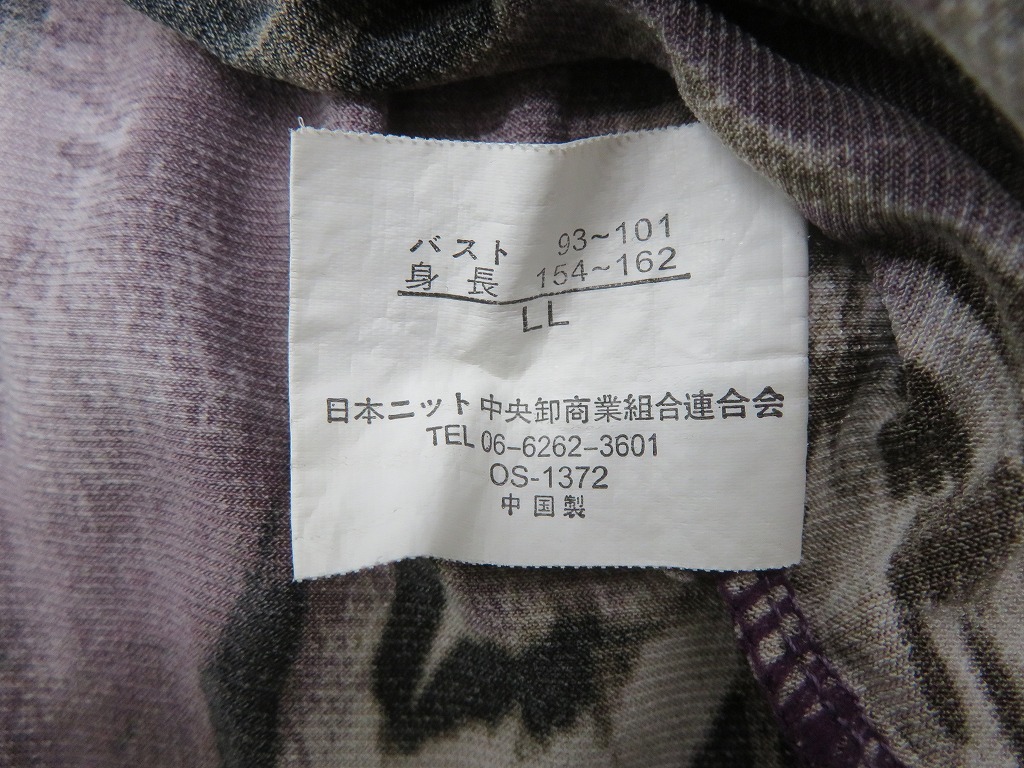 バスト 93~101
身長 154~162
LL
日本ニット中央卸商業組合連合会
TEL 06-6262-3601
OS-1372
中国製